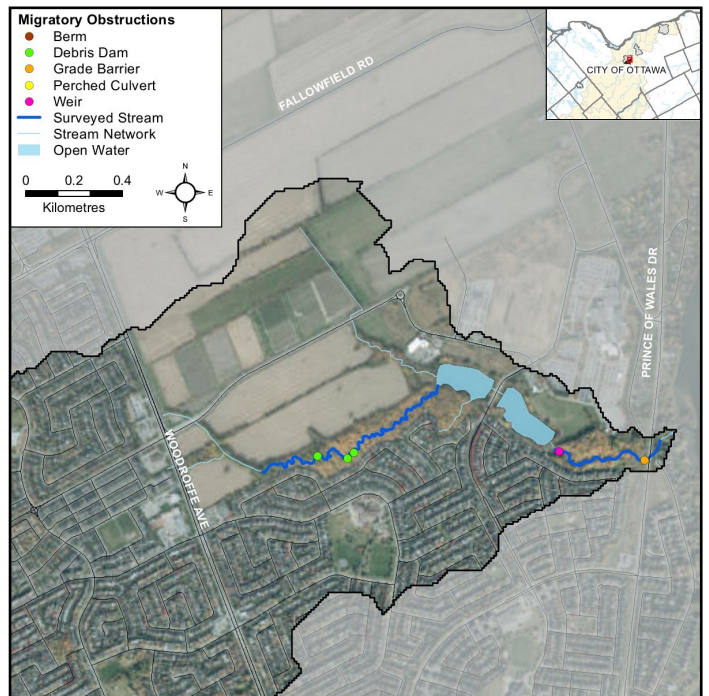 Migratory Obstructions
Berm
Debris Dam
Grade Barrier
Perched Culvert
Weir
Surveyed Stream
Stream Network
Open Water
N
W
E
S
0 0.2 0.4
Kilometres
CITY OF OTTAWA
FALLOWFIELD RD
PRINCE OF WALES DR
WOODROFFE AVE